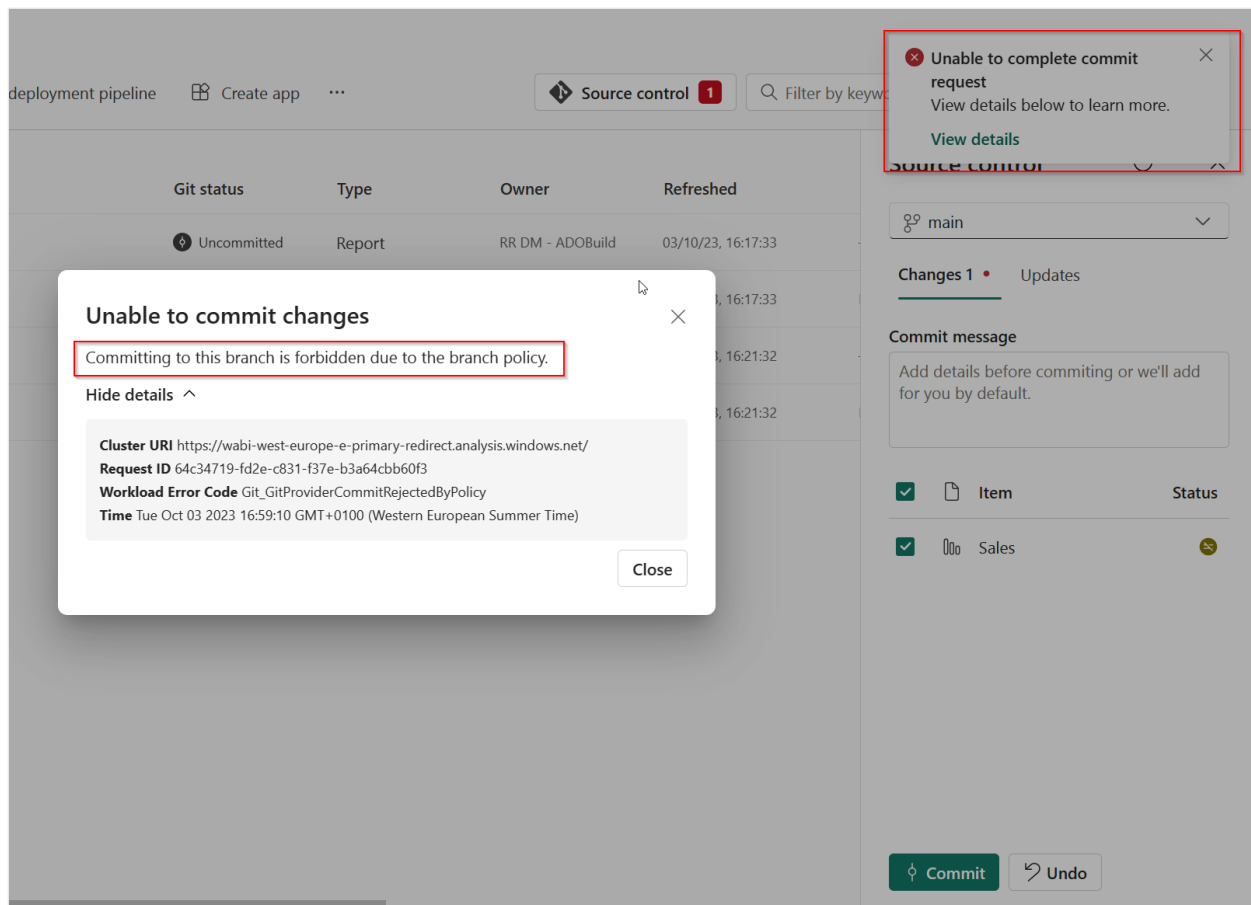 deployment pipeline
Create app
...
Source control 1
Filter by keyw
Unable to complete commit
request
View details below to learn more.
View details
Source control
Git status Type Owner Refreshed
Uncommitted Report RR DM - ADOBuild 03/10/23, 16:17:33
3, 16:17:33
3, 16:21:32
3, 16:21:32
Unable to commit changes
Committing to this branch is forbidden due to the branch policy.
Hide details
Cluster URI https://wabi-west-europe-e-primary-redirect.analysis.windows.net/
Request ID 64c34719-fd2e-c831-f37e-b3a64cbb60f3
Workload Error Code Git_GitProviderCommitRejectedByPolicy
Time Tue Oct 03 2023 16:59:10 GMT+0100 (Western European Summer Time)
Close
main
Changes 1 Updates
Commit message
Add details before commiting or we'll add
for you by default.
Item Status
Sales
Commit Undo